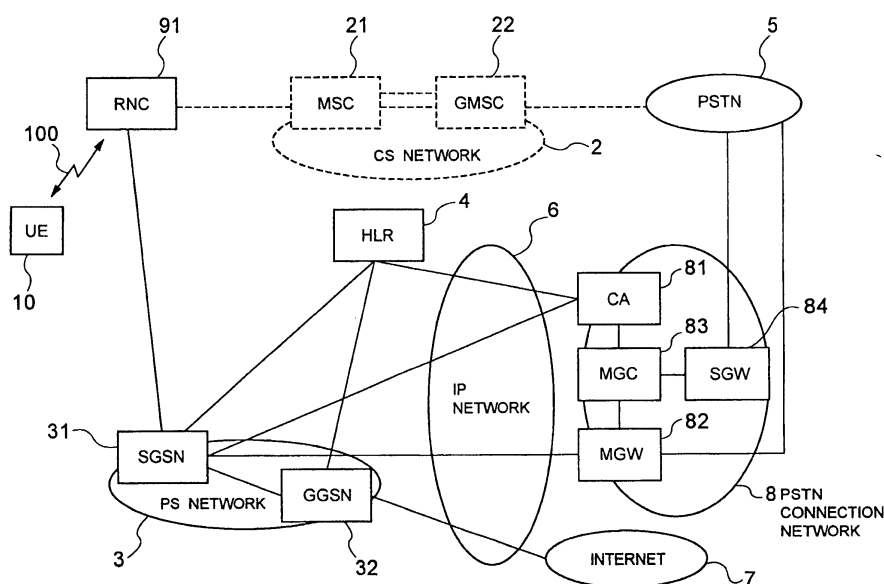 91
21
22
5
RNC
MSC
GMSC
PSTN
100
CS NETWORK
2
4
6
UE
HLR
10
81
CA
83
84
MGC
SGW
IP
NETWORK
31
82
SGSN
MGW
PS NETWORK
GGSN
8 PSTN
CONNECTION
NETWORK
3
32
INTERNET
7